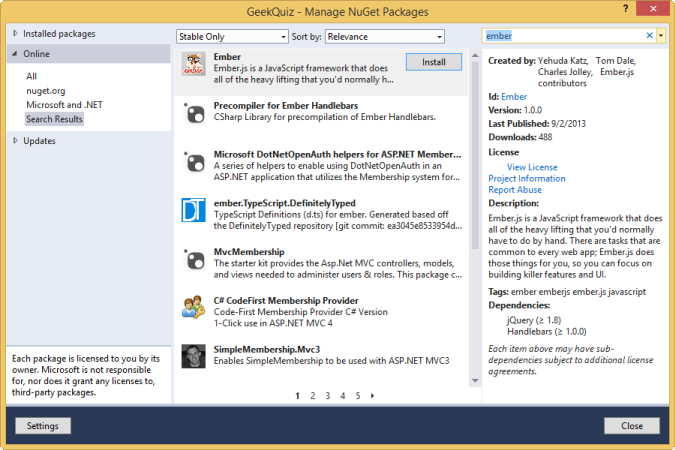 GeekQuiz - Manage NuGet Packages
Installed packages
Online
All
nuget.org
Microsoft and .NET
Search Results
Updates
Each package is licensed to you by its
owner. Microsoft is not responsible
for, nor does it grant any licenses to,
third-party packages.
Stable Only
Sort by: Relevance
Ember
Ember.js is a JavaScript framework that does
all of the heavy lifting that you'd normally h...
Install
Precompiler for Ember Handlebars
CSharp Library for precompilation of Ember Handlebars.
Microsoft DotNetOpenAuth helpers for ASP.NET Member...
A series of helpers to enable using DotNetOpenAuth in an
ASP.NET application that utilizes the Membership system for...
ember.TypeScript.DefinitelyTyped
TypeScript Definitions (d.ts) for ember. Generated based off
the DefinitelyTyped repository [git commit: ea3045e8533954d...
MvcMembership
The starter kit provides the Asp.Net MVC controllers, models,
and views needed to administer users & roles. This package c...
C# CodeFirst Membership Provider
Code-First Membership Provider C# Version
1-Click use in ASP.NET MVC 4
SimpleMembership.Mvc3
Enables SimpleMembership to be used with ASP.NET MVC3
1 2 3 4 5
ember
Created by: Yehuda Katz, Tom Dale,
Charles Jolley, Ember.js
contributors
Id: Ember
Version: 1.0.0
Last Published: 9/2/2013
Downloads: 488
License
View License
Project Information
Report Abuse
Description:
Ember.js is a JavaScript framework that does
all of the heavy lifting that you'd normally
have to do by hand. There are tasks that are
common to every web app; Ember.js does
those things for you, so you can focus on
building killer features and UI.
Tags: ember emberjs ember.js javascript
Dependencies:
jQuery (≥ 1.8)
Handlebars (≥ 1.0.0)
Each item above may have sub-
dependencies subject to additional license
agreements.
Settings
Close